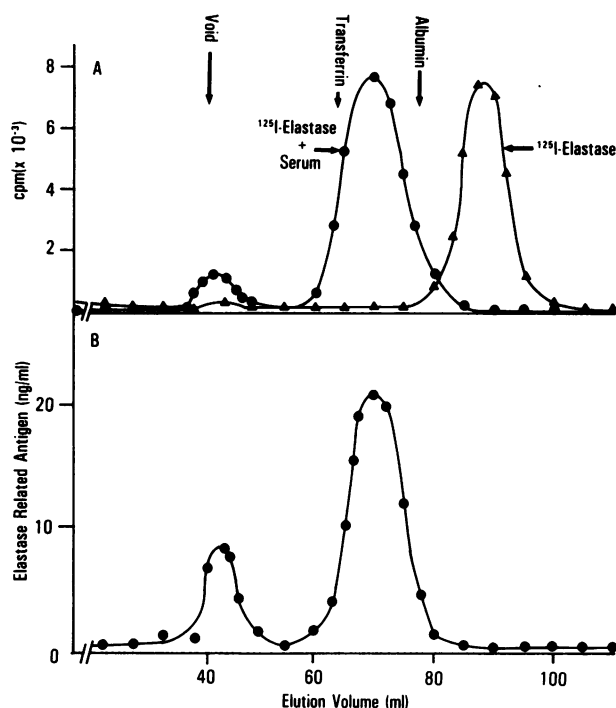 Void
Transferrin
Albumin
A
8
6
4
2
cpm(x 10⁻³)
¹²⁵I-Elastase
+
Serum
¹²⁵I-Elastase
B
20
10
0
Elastase Related Antigen (ng/ml)
40
60
80
100
Elution Volume (ml)